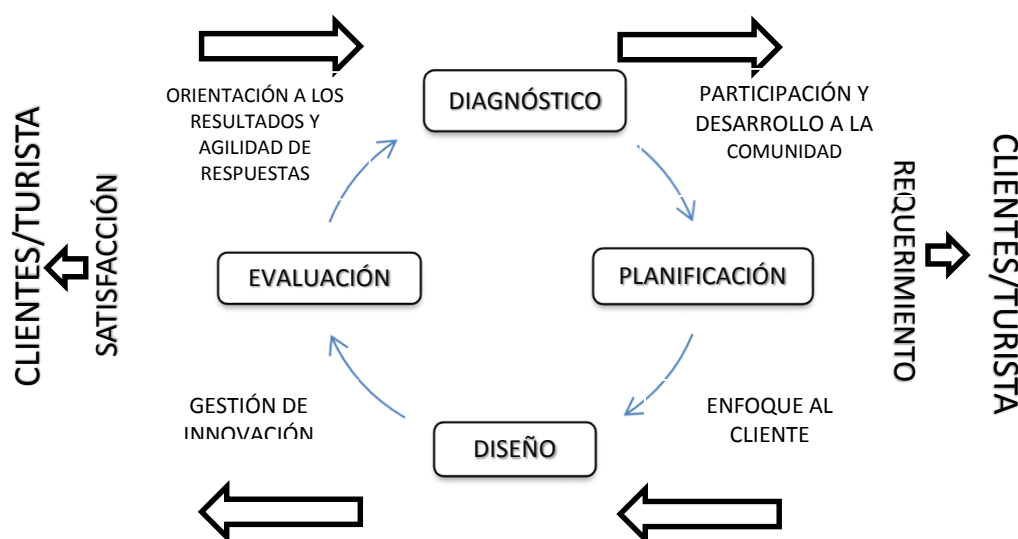 ORIENTACIÓN A LOS
RESULTADOS Y
AGILIDAD DE
RESPUESTAS
DIAGNÓSTICO
PARTICIPACIÓN Y
DESARROLLO A LA
COMUNIDAD
CLIENTES/TURISTA
SATISFACCIÓN
EVALUACIÓN
PLANIFICACIÓN
REQUERIMIENTO
CLIENTES/TURISTA
GESTIÓN DE
INNOVACIÓN
DISEÑO
ENFOQUE AL
CLIENTE